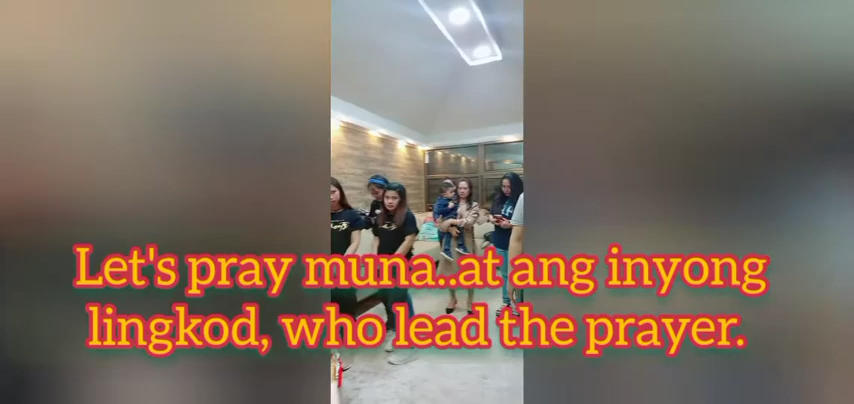 Let's pray muna..at ang inyong
lingkod, who lead the prayer.